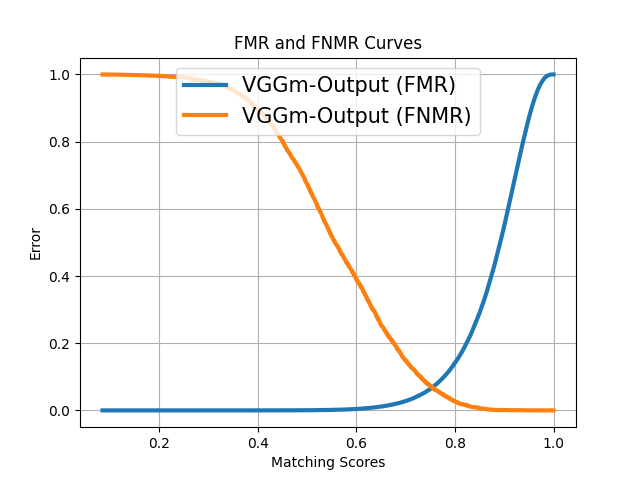 FMR and FNMR Curves
VGGm-Output (FMR)
VGGm-Output (FNMR)
1.0
0.8
0.6
0.4
0.2
0.0
Error
0.2 0.4 0.6 0.8 1.0
Matching Scores